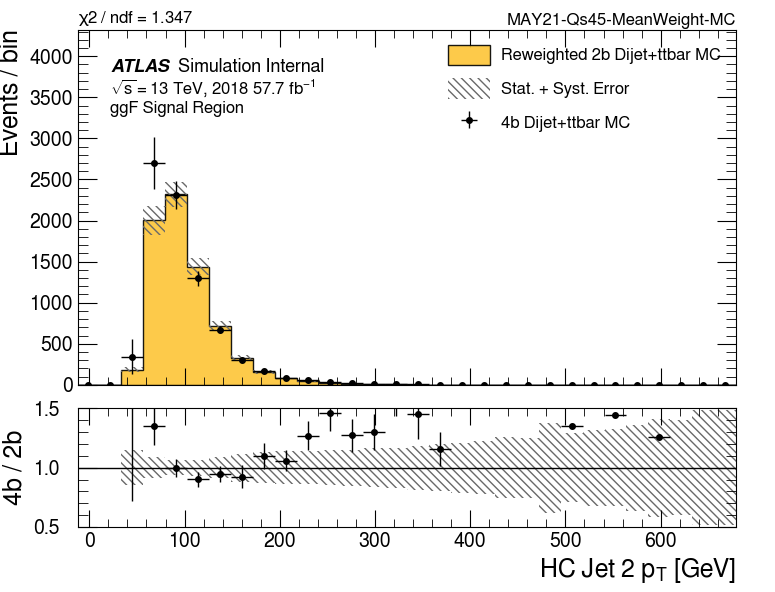 χ2 / ndf = 1.347
MAY21-Qs45-MeanWeight-MC
Events / bin
4000
3500
3000
2500
2000
1500
1000
500
0
ATLAS Simulation Internal
√s = 13 TeV, 2018 57.7 fb⁻¹
ggF Signal Region
Reweighted 2b Dijet+ttbar MC
Stat. + Syst. Error
4b Dijet+ttbar MC
4b / 2b
1.5
1.0
0.5
0 100 200 300 400 500 600
HC Jet 2 pT [GeV]